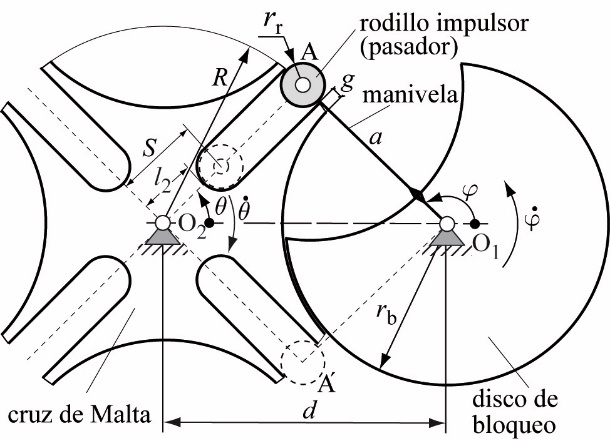 rodillo impulsor
(pasador)
r_r
A
R
g
manivela
S
a
l_2
θ
θ̇
φ
φ̇
O_2
O_1
r_b
A'
cruz de Malta
d
disco de
bloqueo